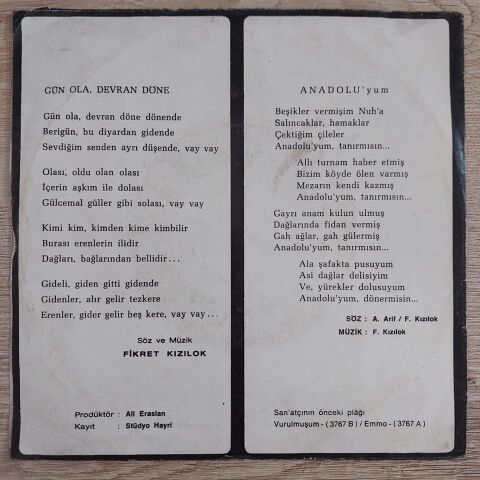 GÜN OLA, DEVRAN DÖNE
Gün ola, devran döne dönende
Berigün, bu diyardan gidende
Sevdiğim senden ayrı düşende, vay vay
Olası, oldu olan olası
İçerin aşkım ile dolası
Gülcemal güller gibi solası, vay vay
Kimi kim, kimden kime kimbilir
Burası erenlerin ilidir
Dağları, bağlarından bellidir...
Gideli, giden gitti gidende
Gidenler, alır gelir tezkere
Erenler, gider gelir beş kere, vay vay...
Söz ve Müzik
FİKRET KIZILOK
Prodüktör : Ali Eraslan
Kayıt : Stüdyo Hayri
ANADOLU'yum
Beşikler vermişim Nuh'a
Salıncaklar, hamaklar
Çektiğim çileler
Anadolu'yum, tanırmısın...
Allı turnam haber etmiş
Bizim köyde ölen varmış
Mezarın kendi kazmış
Anadolu'yum, tanırmısın...
Gayrı anam kulun ulmuş
Dağlarında fidan vermiş
Gah ağlar, gah gülermiş
Anadolu'yum, tanırmısın...
Ala şafakta pusuyum
Asi dağlar delisiyim
Ve, yürekler dolusuyum
Anadolu'yum, dönermisin...
SÖZ : A. Arif / F. Kızılok
MÜZİK : F. Kızılok
San'atçının önceki plâğı
Vurulmuşum - (3767 B) / Emmo - (3767 A)